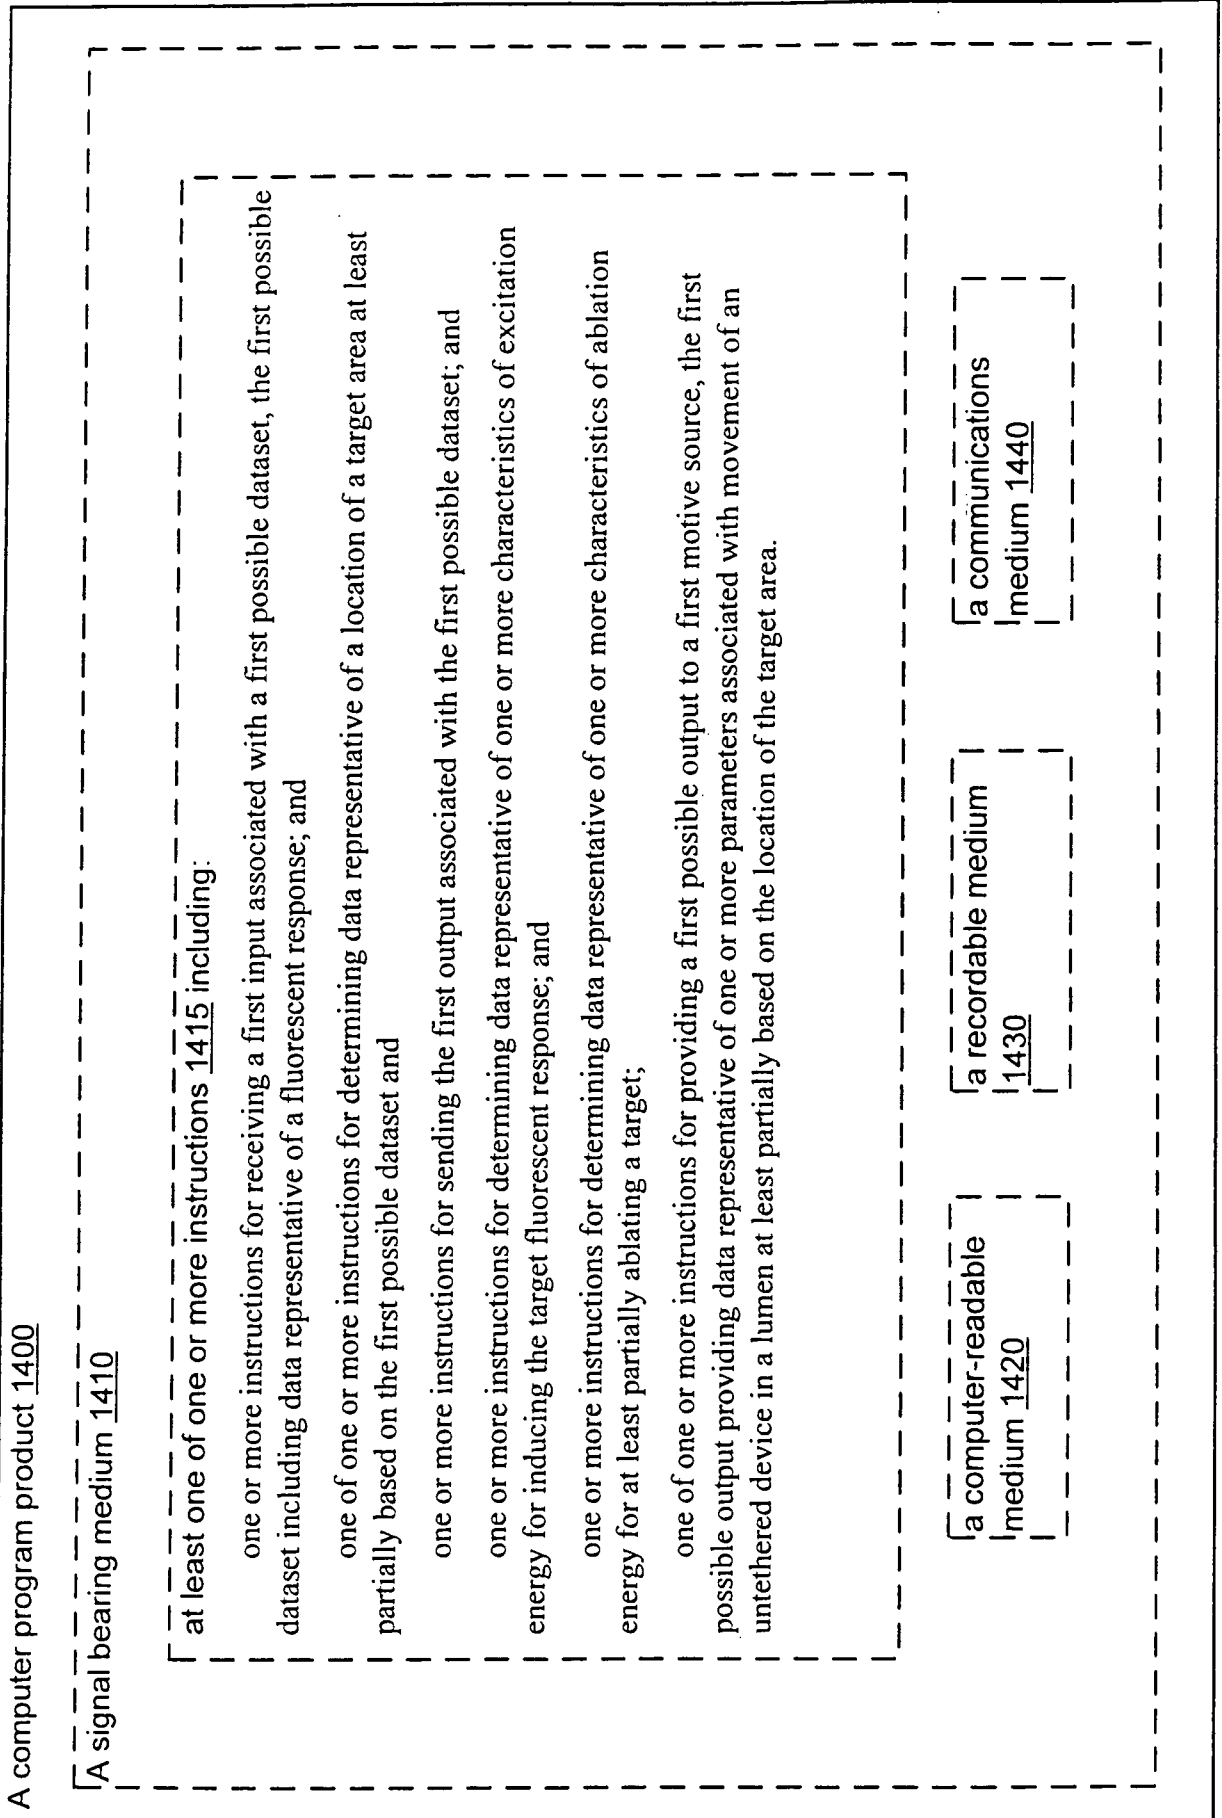 A computer program product 1400
A signal bearing medium 1410
at least one of one or more instructions 1415 including:
one or more instructions for receiving a first input associated with a first possible dataset, the first possible
dataset including data representative of a fluorescent response; and
one of one or more instructions for determining data representative of a location of a target area at least
partially based on the first possible dataset and
one or more instructions for sending the first output associated with the first possible dataset; and
one or more instructions for determining data representative of one or more characteristics of excitation
energy for inducing the target fluorescent response; and
one or more instructions for determining data representative of one or more characteristics of ablation
energy for at least partially ablating a target;
one of one or more instructions for providing a first possible output to a first motive source, the first
possible output providing data representative of one or more parameters associated with movement of an
untethered device in a lumen at least partially based on the location of the target area.
a computer-readable
medium 1420
a recordable medium
1430
a communications
medium 1440